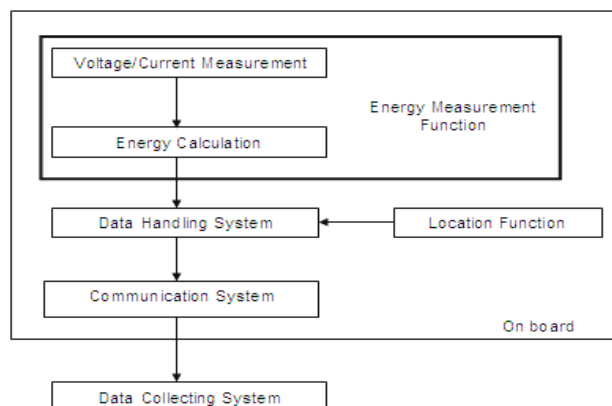 Voltage/Current Measurement
Energy Measurement
Function
Energy Calculation
Data Handling System
Location Function
Communication System
On board
Data Collecting System